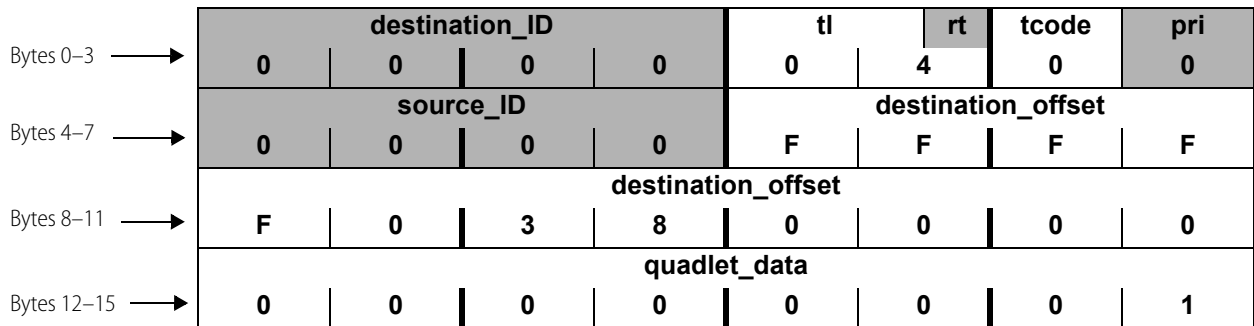 destination_ID tl rt tcode pri
Bytes 0–3
0 0 0 0 0 4 0 0
source_ID destination_offset
Bytes 4–7
0 0 0 0 F F F F
destination_offset
Bytes 8–11
F 0 3 8 0 0 0 0
quadlet_data
Bytes 12–15
0 0 0 0 0 0 0 1